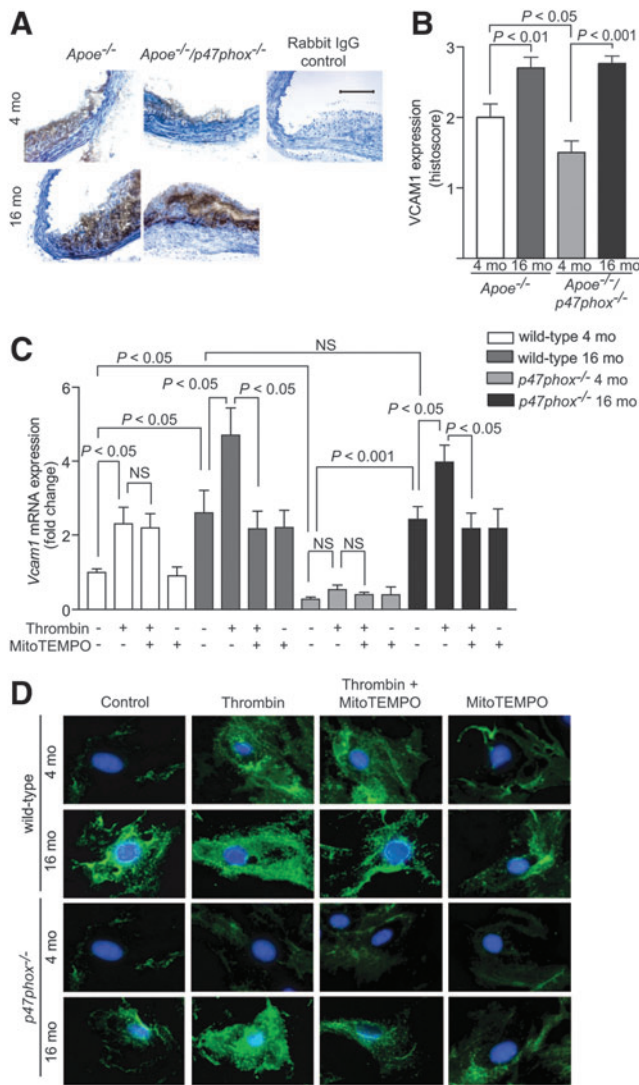 A
Apoe-/-
Apoe-/-/p47phox-/-
Rabbit IgG
control
4 mo
16 mo
B
VCAM1 expression
(histoscore)
3
2
1
P < 0.05
P < 0.01
P < 0.001
4 mo
16 mo
4 mo
16 mo
Apoe-/-
Apoe-/-/
p47phox-/-
wild-type 4 mo
wild-type 16 mo
p47phox-/- 4 mo
p47phox-/- 16 mo
C
Vcam1 mRNA expression
(fold change)
6
4
2
0
NS
P < 0.05
P < 0.05
P < 0.05
P < 0.05
P < 0.05
P < 0.05
P < 0.05
NS
P < 0.001
NS
NS
Thrombin - + + - - + + - - + + - - + + -
MitoTEMPO - - + + - - + + - - + + - - + +
D
Control
Thrombin
Thrombin +
MitoTEMPO
MitoTEMPO
wild-type
4 mo
16 mo
p47phox-/-
4 mo
16 mo